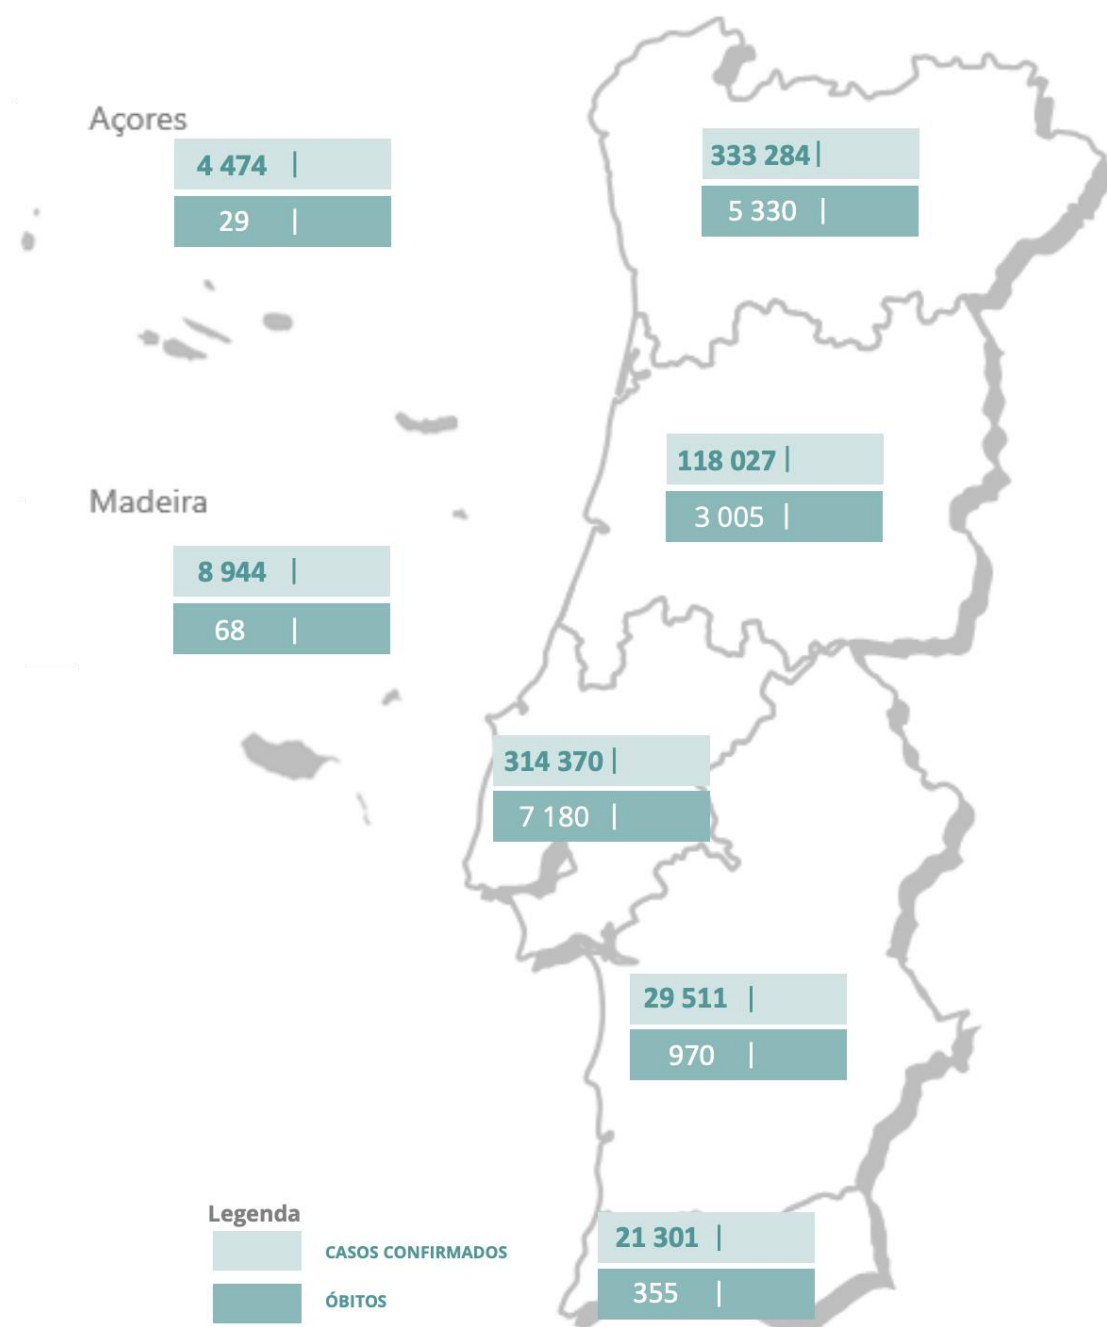 Açores
4 474 |
29 |
333 284 |
5 330 |
118 027 |
3 005 |
Madeira
8 944 |
68 |
314 370 |
7 180 |
29 511 |
970 |
21 301 |
355 |
Legenda
CASOS CONFIRMADOS
ÓBITOS